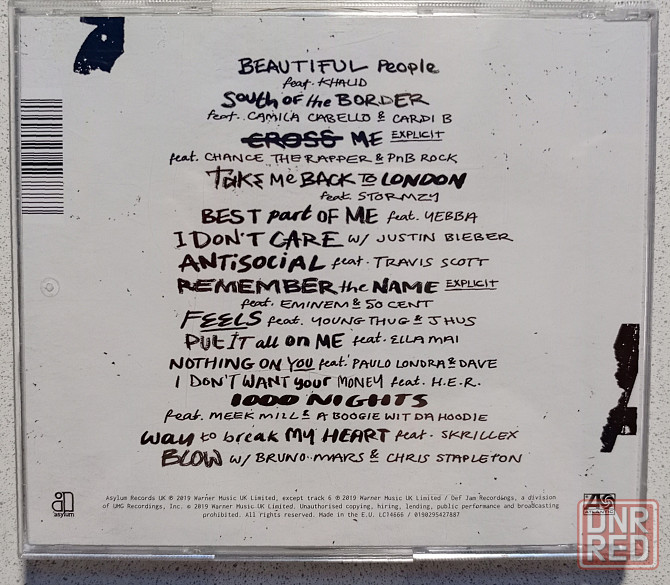 BEAUTIFUL People
feat. KHALID
South OF the BORDER
feat. CAMILA CABELLO & CARDI B
CROSS ME EXPLICIT
feat. CHANCE THE RAPPER & PnB ROCK
TAKE Me BACK TO LONDON
feat. STORMZY
BEST part OF ME feat. YEBBA
I DON'T CARE W/ JUSTIN BIEBER
ANTiSOCIAL feat. TRAVIS SCOTT
REMEMBER the NAME EXPLICIT
feat. EMINEM & 50 CENT
FEELS feat. YOUNG THUG & J HUS
PUT IT all on ME feat. ELLA MAI
NOTHING ON YOU feat. PAULO LONDRA & DAVE
I DON'T WANT your MONEY feat. H.E.R.
1000 NIGHTS
feat. MEEK MILL & A BOOGIE WIT DA HOODIE
WAY to break MY HEART feat. SKRILLEX
BLOW W/ BRUNO MARS & CHRIS STAPLETON
asylum
Asylum Records UK ℗ 2019 Warner Music UK Limited, except track 6 ℗ 2019 Warner Music UK Limited / Def Jam Recordings, a division
of UMG Recordings, Inc. © 2019 Warner Music UK Limited. Unauthorised copying, hiring, lending, public performance and broadcasting
prohibited. All rights reserved. Made in the E.U. LC14666 / 0190295427887
DNR
RED